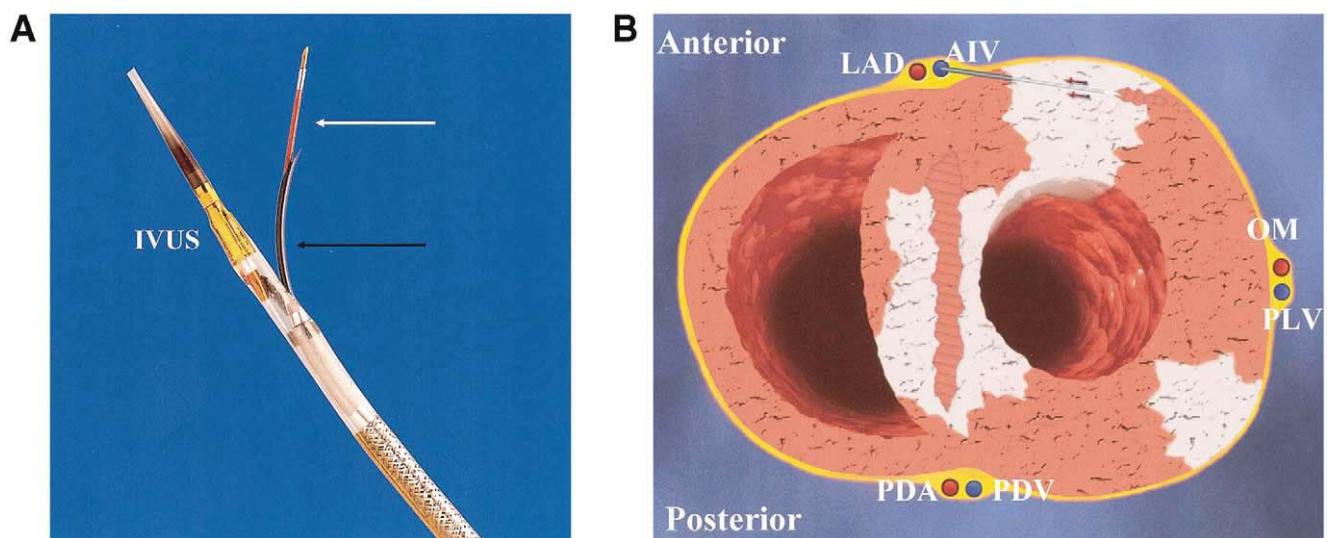 A
IVUS
B
Anterior
LAD
AIV
OM
PLV
PDA
PDV
Posterior